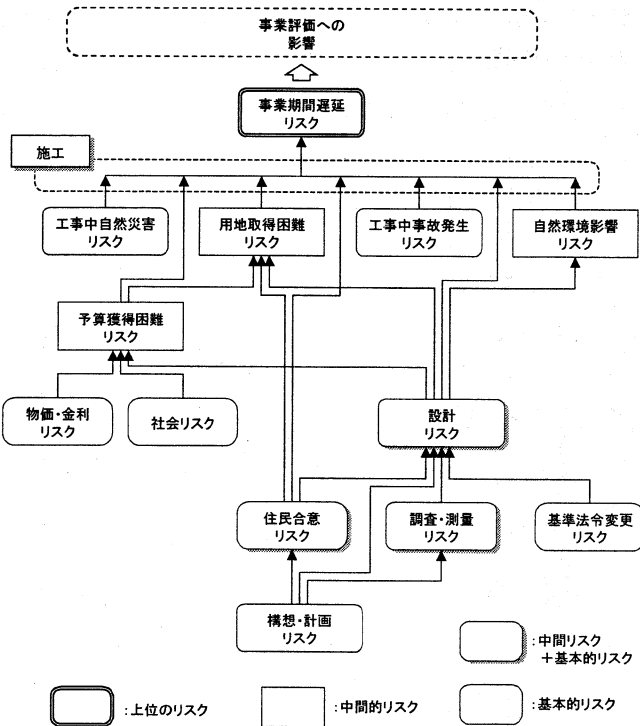 事業評価への
影響
事業期間遅延
リスク
施工
工事中自然災害
リスク
用地取得困難
リスク
工事中事故発生
リスク
自然環境影響
リスク
予算獲得困難
リスク
物価・金利
リスク
社会リスク
設計
リスク
住民合意
リスク
調査・測量
リスク
基準法令変更
リスク
構想・計画
リスク
:中間リスク
+基本的リスク
:上位のリスク
:中間的リスク
:基本的リスク